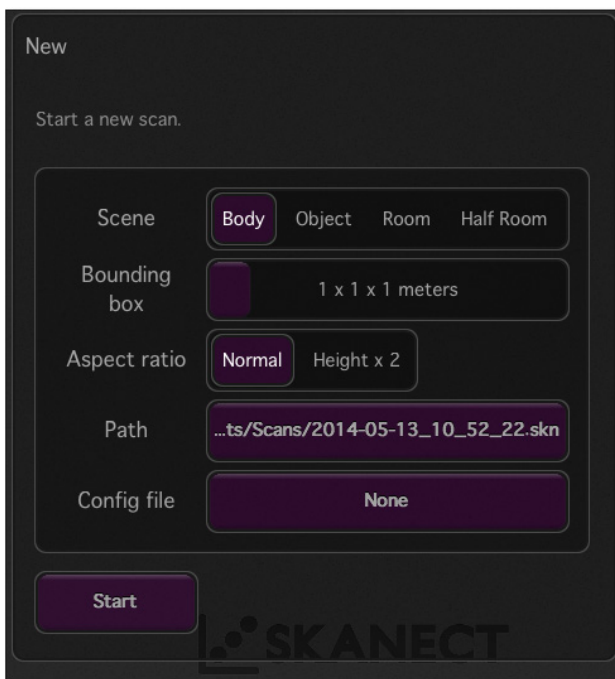 New
Start a new scan.
Scene Body Object Room Half Room
Bounding
box
1 x 1 x 1 meters
Aspect ratio Normal Height x 2
Path ...ts/Scans/2014-05-13_10_52_22.skn
Config file None
Start
SKANECT